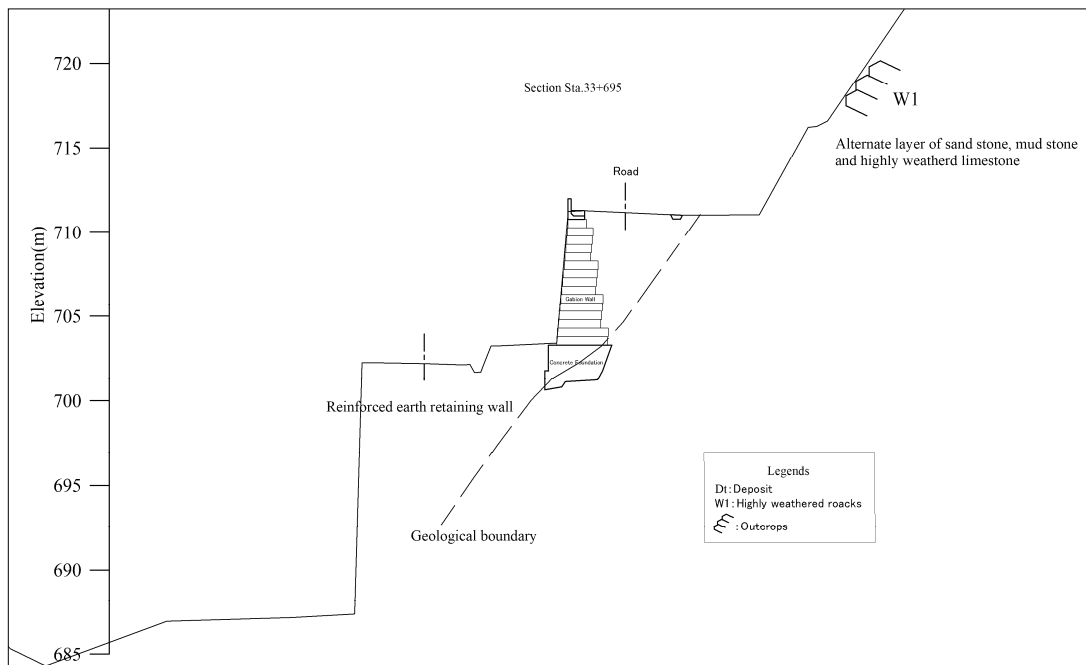 720
Section Sta.33+695
W1
715
Alternate layer of sand stone, mud stone
and highly weatherd limestone
Road
710
Elevation(m)
Gabion Wall
705
Concrete Foundation
700
Reinforced earth retaining wall
695
Legends
Dt:Deposit
W1:Highly weathered roacks
:Outcrops
Geological boundary
690
685